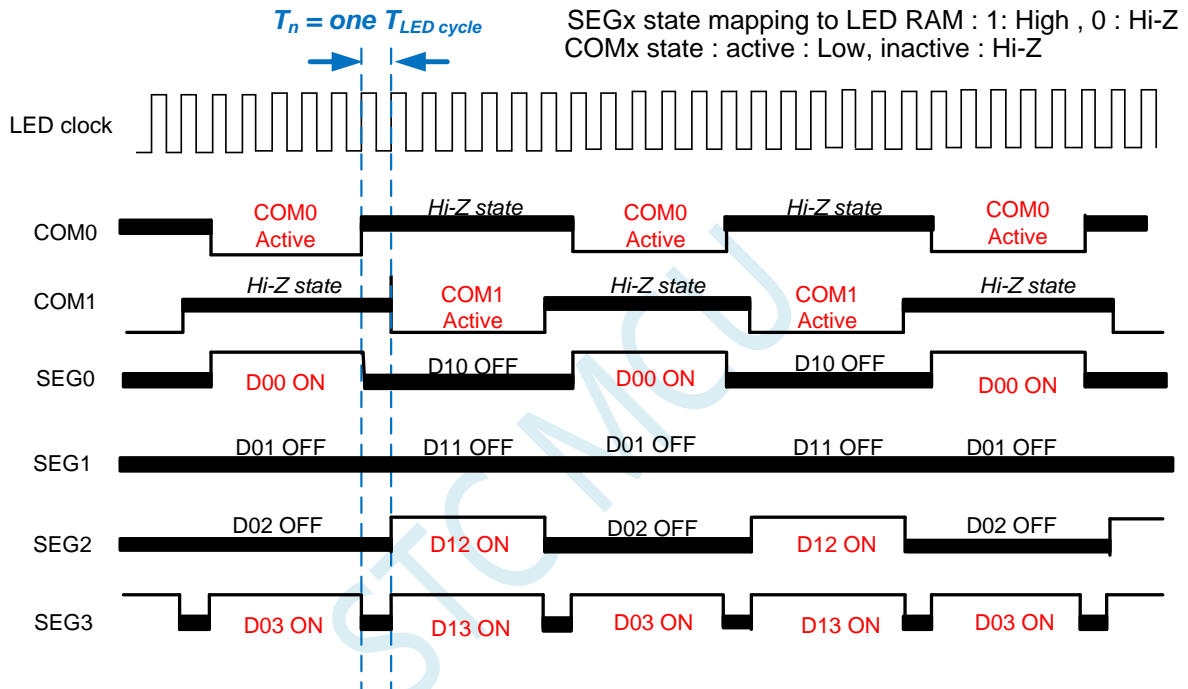 Tn = one TLED cycle
SEGx state mapping to LED RAM : 1: High , 0 : Hi-Z
COMx state : active : Low, inactive : Hi-Z
LED clock
COM0
COM0 Active
Hi-Z state
COM0 Active
Hi-Z state
COM0 Active
COM1
Hi-Z state
COM1 Active
Hi-Z state
COM1 Active
Hi-Z state
SEG0
D00 ON
D10 OFF
D00 ON
D10 OFF
D00 ON
SEG1
D01 OFF
D11 OFF
D01 OFF
D11 OFF
D01 OFF
SEG2
D02 OFF
D12 ON
D02 OFF
D12 ON
D02 OFF
SEG3
D03 ON
D13 ON
D03 ON
D13 ON
D03 ON
STC MCU